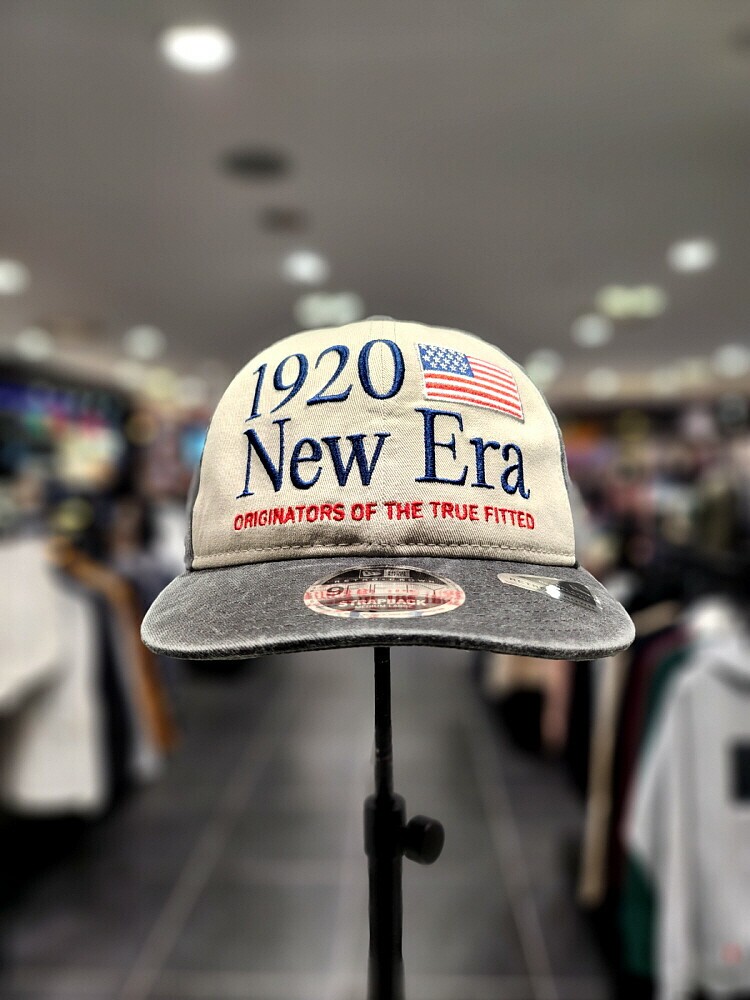 1920
New Era
ORIGINATORS OF THE TRUE FITTED